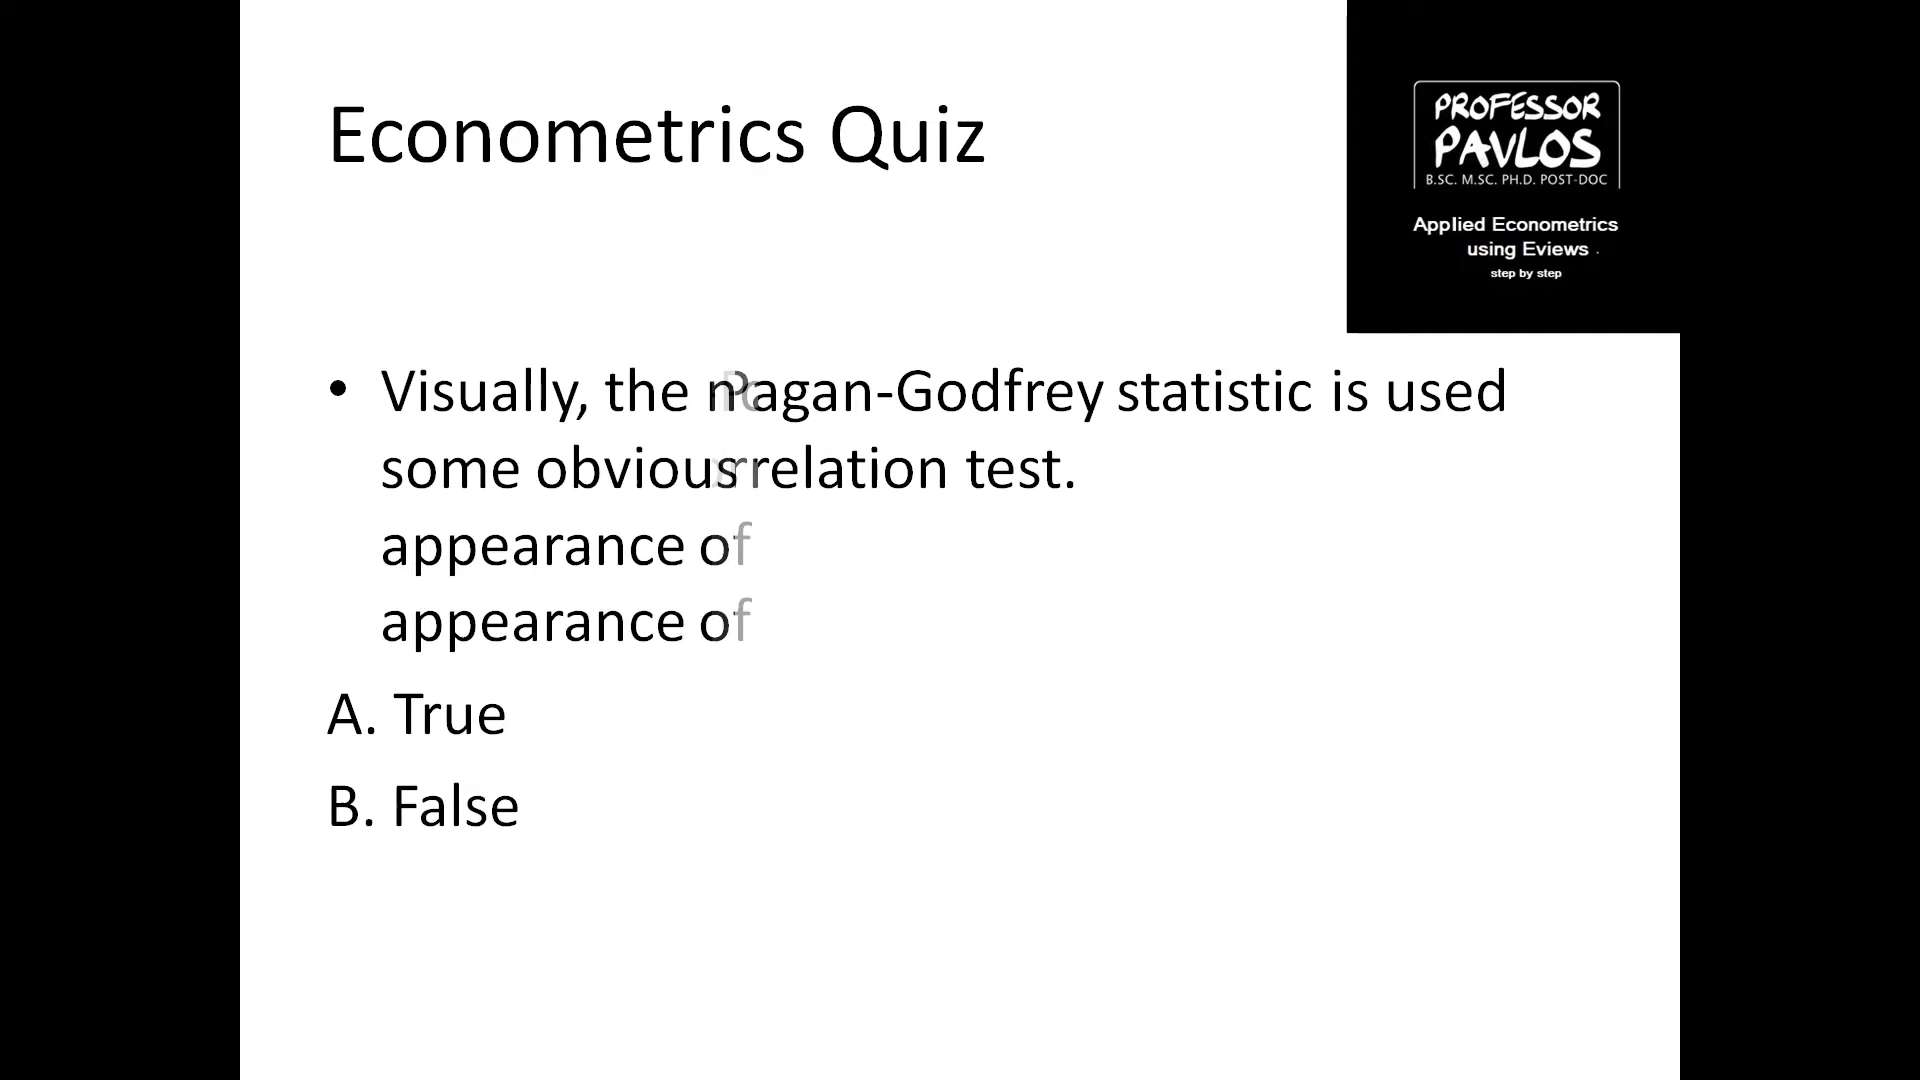 Econometrics Quiz
PROFESSOR
PAVLOS
B.SC. M.SC. PH.D. POST-DOC
Applied Econometrics
using Eviews
step by step
• Visually, the agan-Godfrey statistic is used
some obvious relation test.
appearance of
appearance of
A. True
B. False